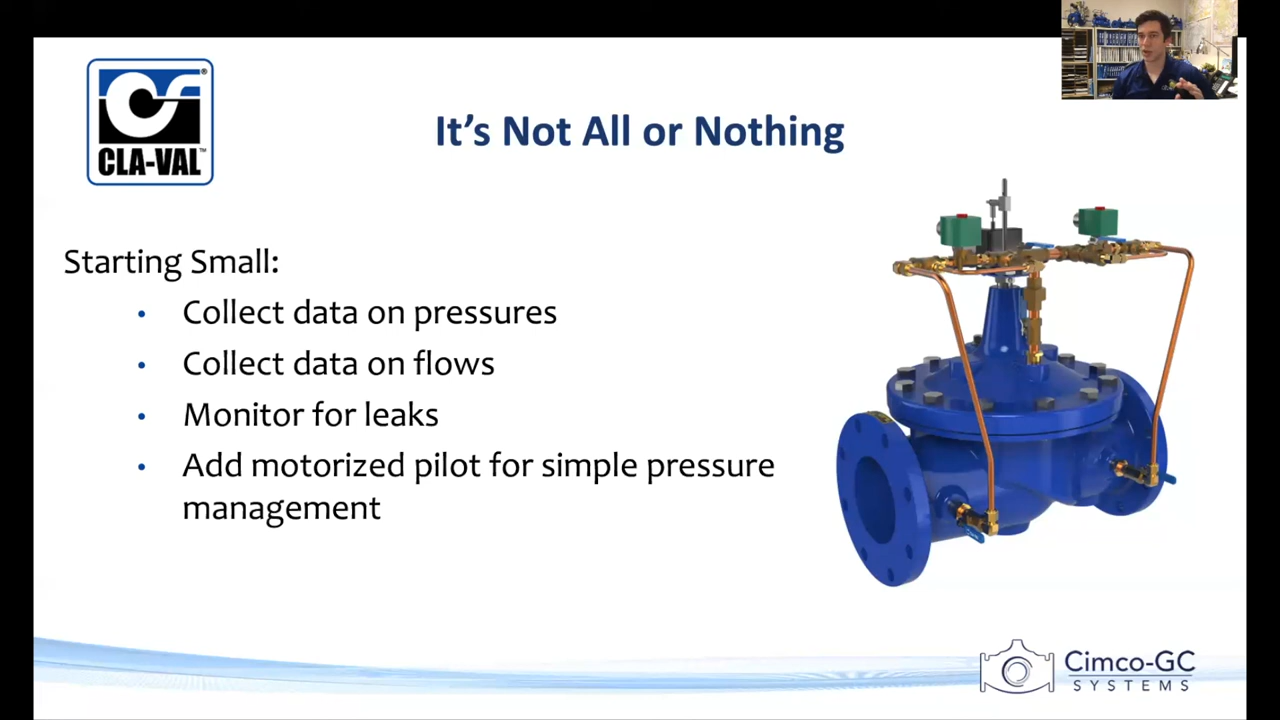 CLA-VAL™
®
It's Not All or Nothing
Starting Small:
• Collect data on pressures
• Collect data on flows
• Monitor for leaks
• Add motorized pilot for simple pressure
management
Cimco-GC
SYSTEMS